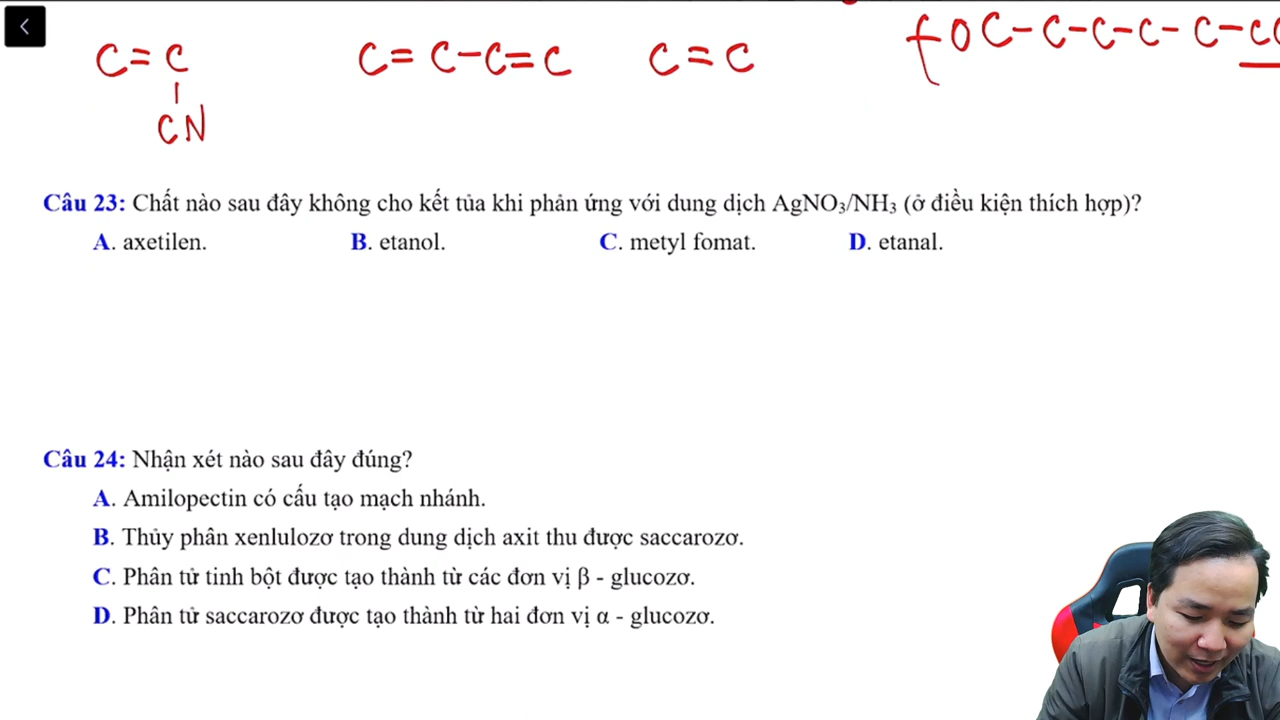 C=C-CN
C=C-C=C
C=C
fOC-C-C-C-C-CO
Câu 23: Chất nào sau đây không cho kết tủa khi phản ứng với dung dịch AgNO₃/NH₃ (ở điều kiện thích hợp)?
A. axetilen. B. etanol. C. metyl fomat. D. etanal.
Câu 24: Nhận xét nào sau đây đúng?
A. Amilopectin có cấu tạo mạch nhánh.
B. Thủy phân xenlulozơ trong dung dịch axit thu được saccarozơ.
C. Phân tử tinh bột được tạo thành từ các đơn vị β - glucozơ.
D. Phân tử saccarozơ được tạo thành từ hai đơn vị α - glucozơ.